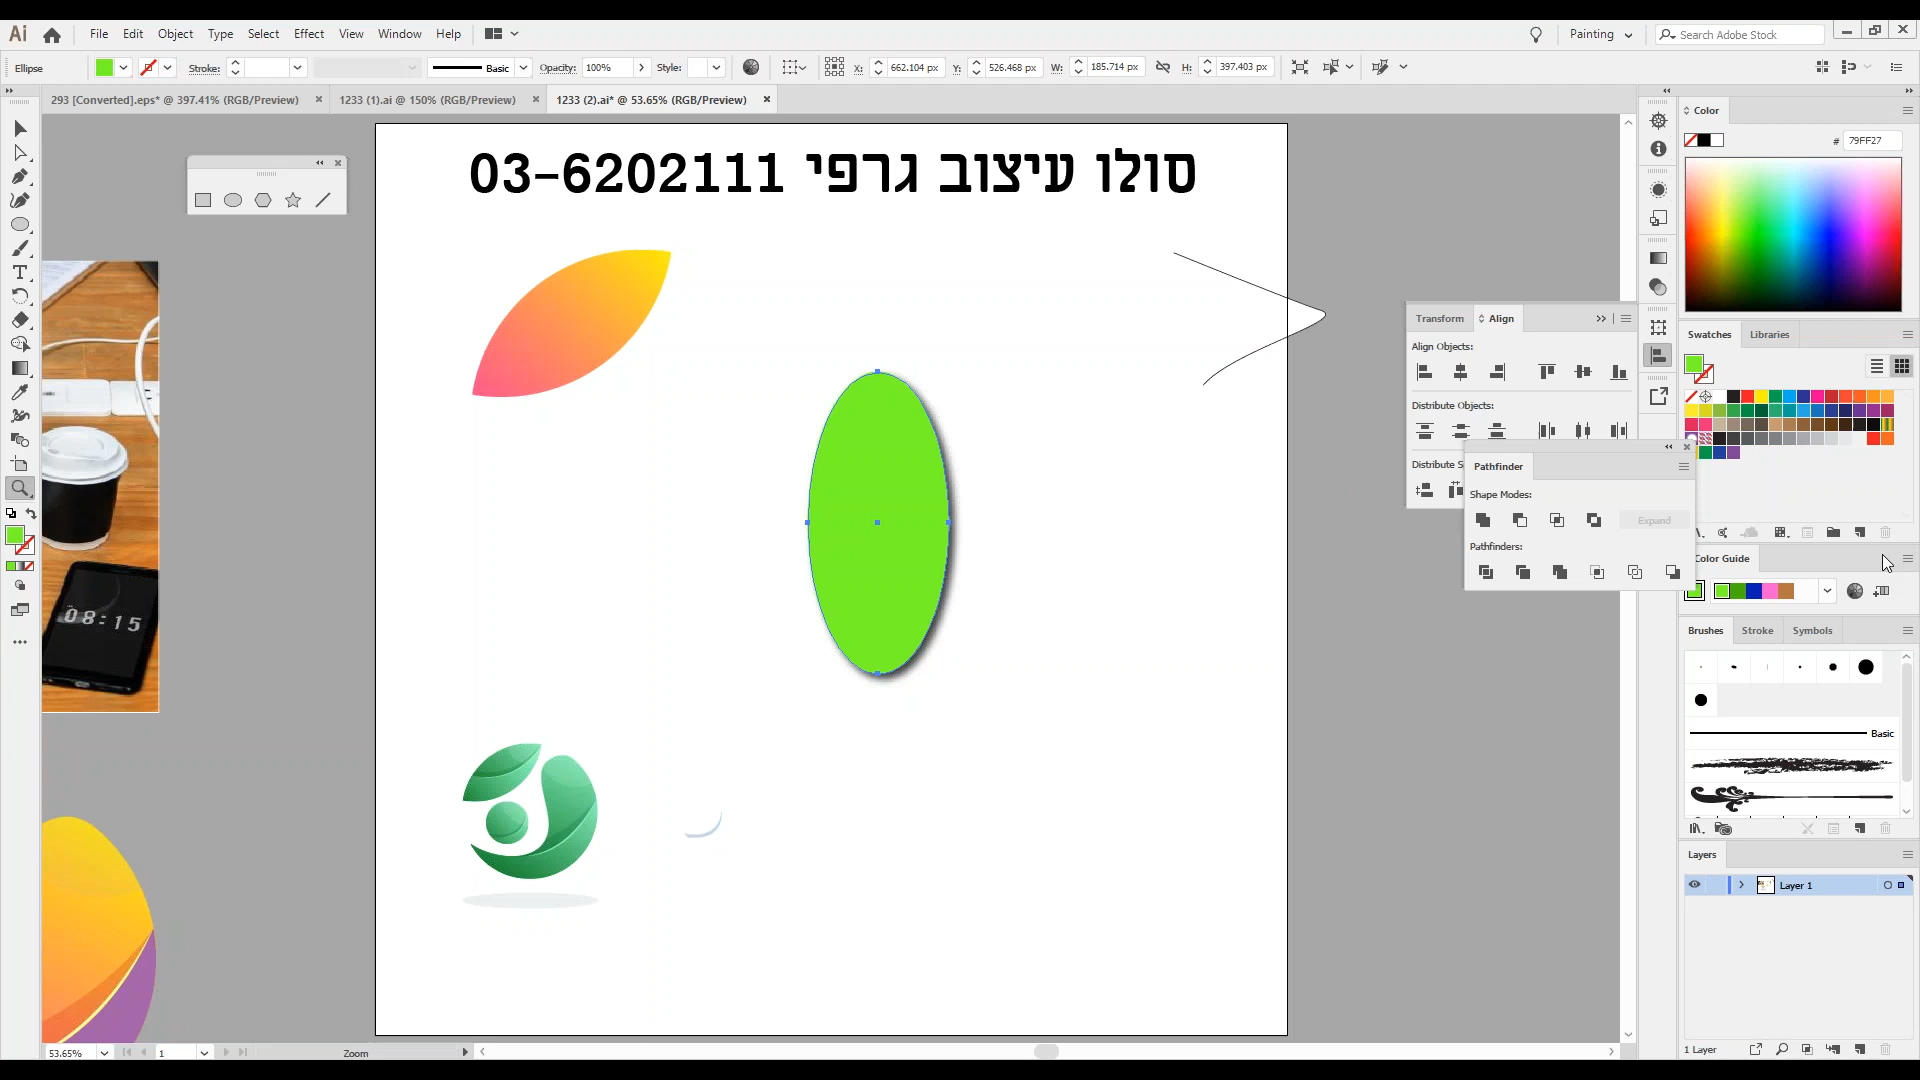 Ai File Edit Object Type Select Effect View Window Help Painting Search Adobe Stock
Ellipse Stroke: Basic Opacity: 100% Style: X: 662.104 px Y: 526.468 px W: 185.714 px H: 397.403 px
293 [Converted].eps* @ 397.41% (RGB/Preview) 1233 (1).ai @ 150% (RGB/Preview) 1233 (2).ai* @ 53.65% (RGB/Preview)
סולו עיצוב גרפי 03-6202111
08:15
Transform Align
Align Objects:
Distribute Objects:
Distribute S
Pathfinder
Shape Modes:
Expand
Pathfinders:
Color
# 79FF27
Swatches Libraries
Color Guide
Brushes Stroke Symbols
Basic
Layers
Layer 1
1 Layer
53.65% 1 Zoom